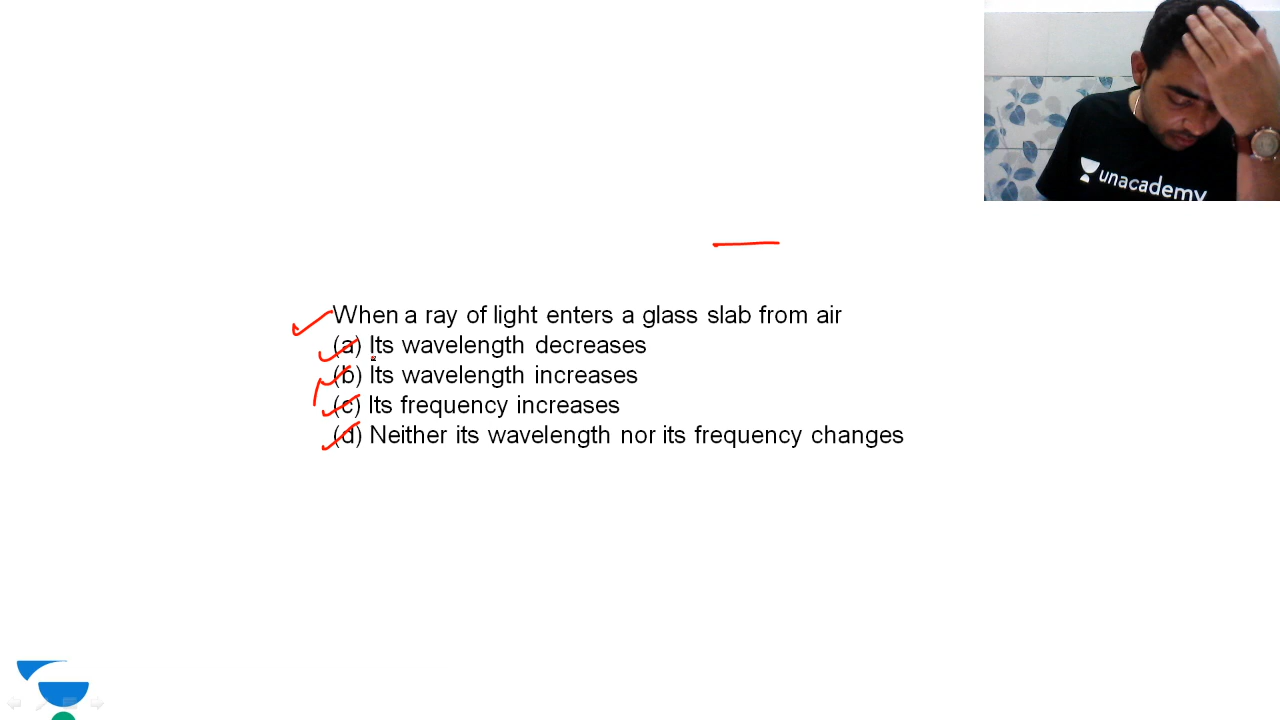 unacademy
When a ray of light enters a glass slab from air
(a) Its wavelength decreases
(b) Its wavelength increases
(c) Its frequency increases
(d) Neither its wavelength nor its frequency changes